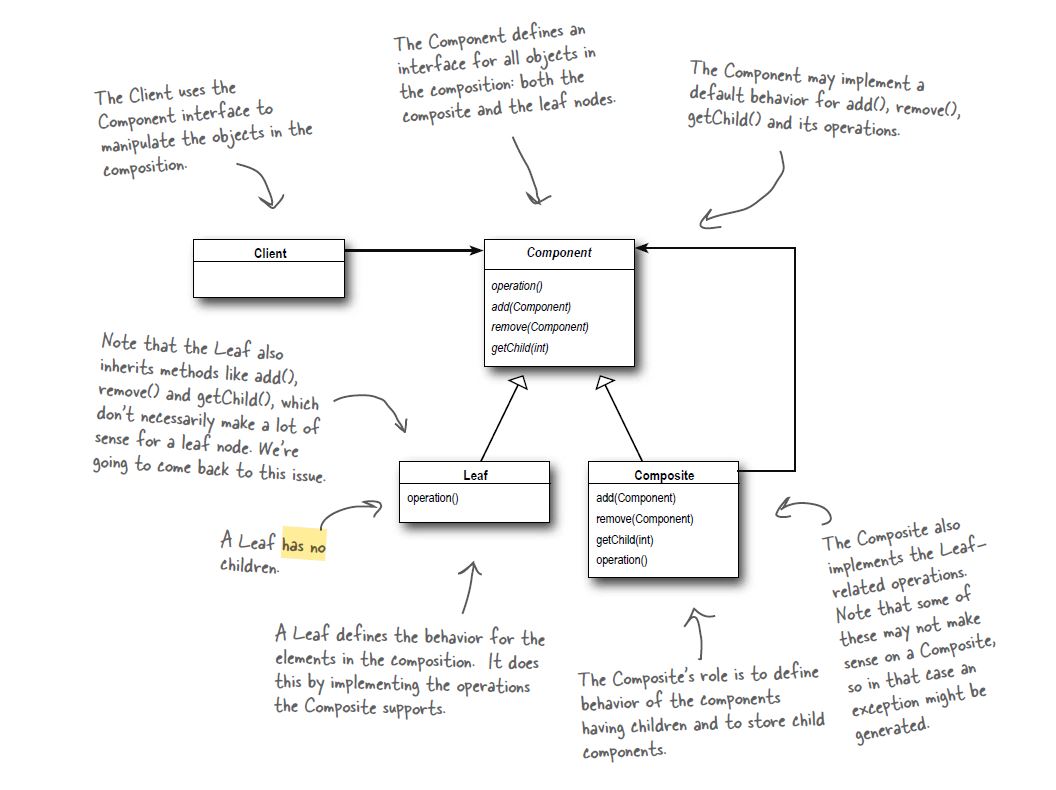 The Client uses the
Component interface to
manipulate the objects in the
composition.
The Component defines an
interface for all objects in
the composition: both the
composite and the leaf nodes.
The Component may implement a
default behavior for add(), remove(),
getChild() and its operations.
Client
Component
operation()
add(Component)
remove(Component)
getChild(int)
Note that the Leaf also
inherits methods like add(),
remove() and getChild(), which
don't necessarily make a lot of
sense for a leaf node. We're
going to come back to this issue.
Leaf
operation()
Composite
add(Component)
remove(Component)
getChild(int)
operation()
A Leaf has no
children.
The Composite also
implements the Leaf-
related operations.
Note that some of
these may not make
sense on a Composite,
so in that case an
exception might be
generated.
A Leaf defines the behavior for the
elements in the composition. It does
this by implementing the operations
the Composite supports.
The Composite's role is to define
behavior of the components
having children and to store child
components.